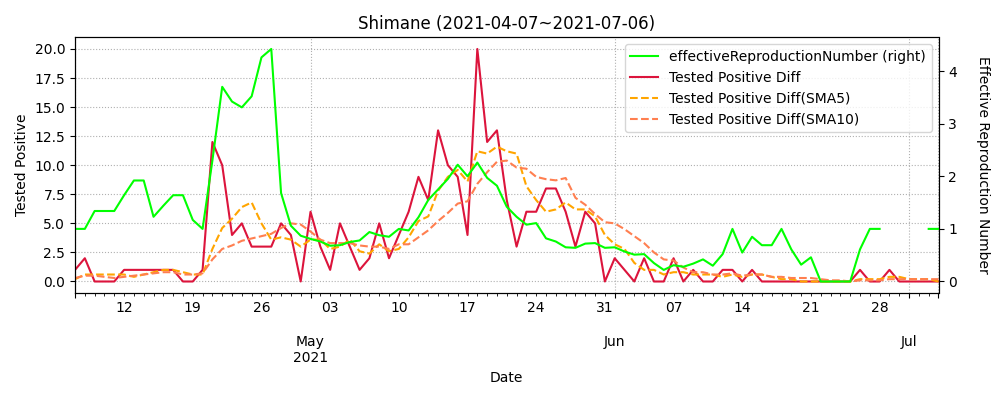 Shimane (2021-04-07~2021-07-06)
effectiveReproductionNumber (right)
Tested Positive Diff
Tested Positive Diff(SMA5)
Tested Positive Diff(SMA10)
Tested Positive
20.0
17.5
15.0
12.5
10.0
7.5
5.0
2.5
0.0
Effective Reproduction Number
4
3
2
1
0
12 19 26 03 10 17 24 31 07 14 21 28
May Jun Jul
2021
Date